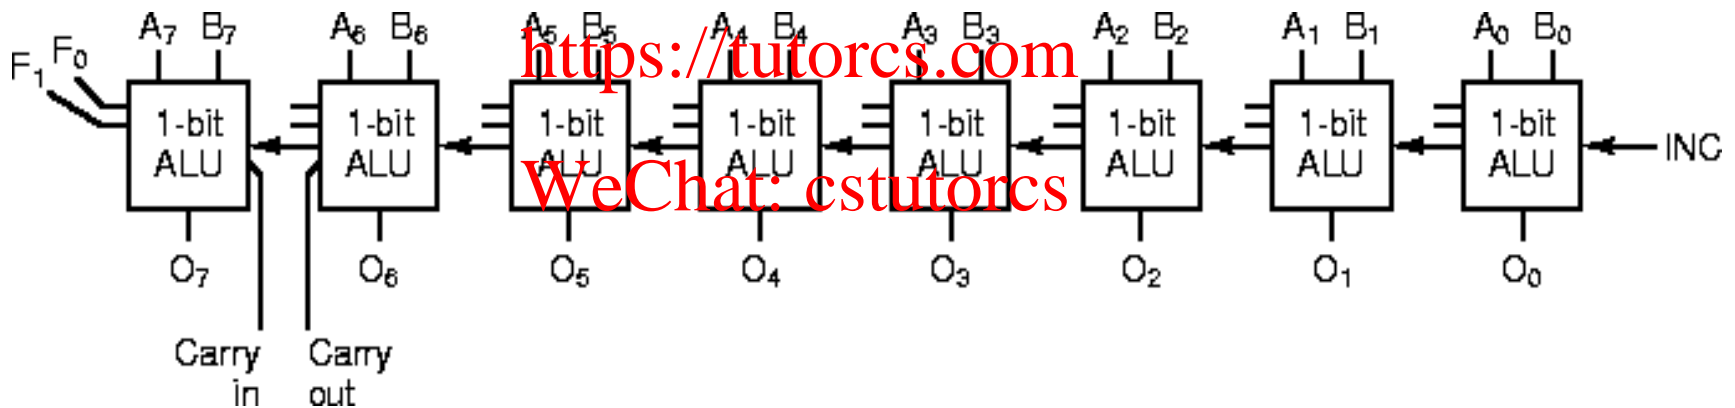 A7 B7 A6 B6 A5 B5 A4 B4 A3 B3 A2 B2 A1 B1 A0 B0
https://tutorcs.com
F1 F0
1-bit ALU 1-bit ALU 1-bit ALU 1-bit ALU 1-bit ALU 1-bit ALU 1-bit ALU 1-bit ALU INC
WeChat: cstutorcs
O7 O6 O5 O4 O3 O2 O1 O0
Carry in
Carry out